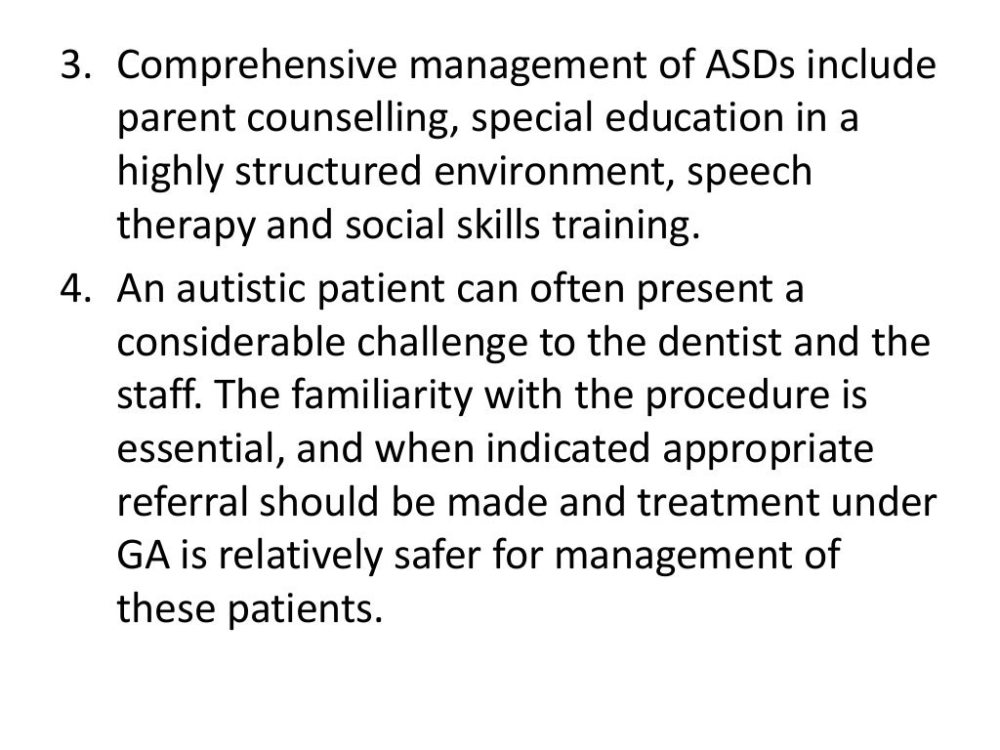 3. Comprehensive management of ASDs include
parent counselling, special education in a
highly structured environment, speech
therapy and social skills training.
4. An autistic patient can often present a
considerable challenge to the dentist and the
staff. The familiarity with the procedure is
essential, and when indicated appropriate
referral should be made and treatment under
GA is relatively safer for management of
these patients.